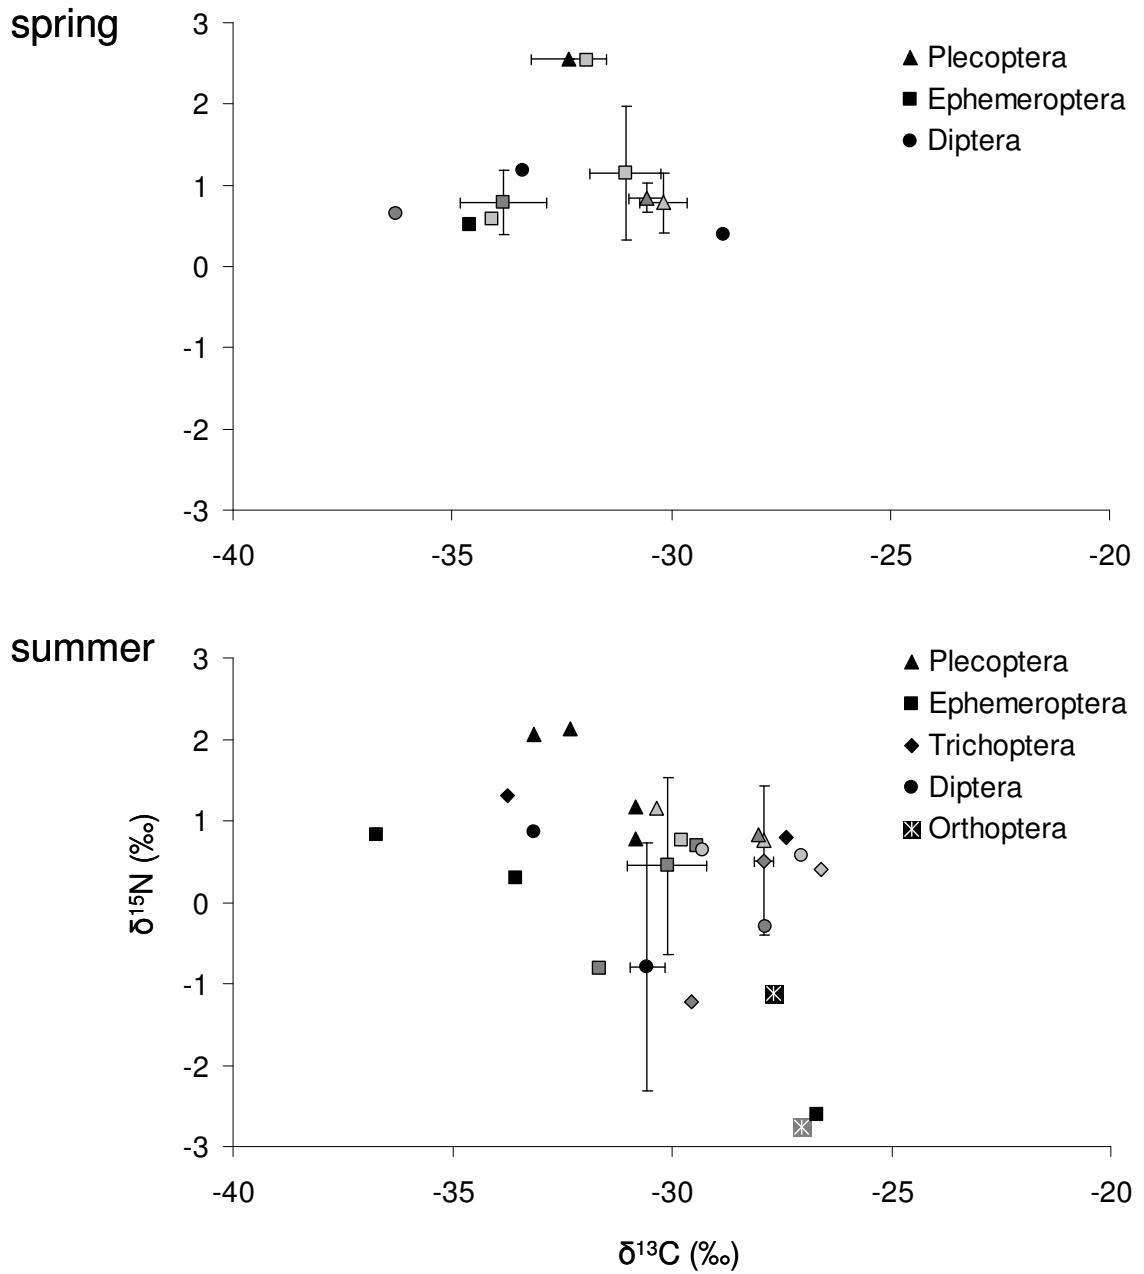 spring
3
2
1
0
-1
-2
-3
-40 -35 -30 -25 -20
Plecoptera
Ephemeroptera
Diptera
summer
3
2
1
0
-1
-2
-3
δ¹⁵N (‰)
-40 -35 -30 -25 -20
δ¹³C (‰)
Plecoptera
Ephemeroptera
Trichoptera
Diptera
Orthoptera